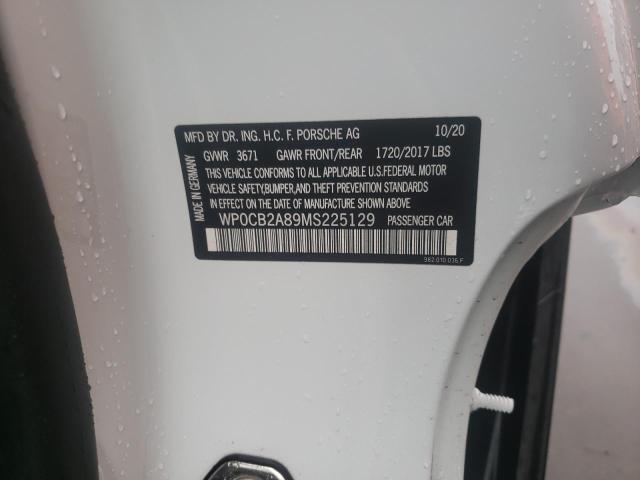 MFD BY DR. ING. H.C. F. PORSCHE AG 10/20
GVWR 3671 GAWR FRONT/REAR 1720/2017 LBS
THIS VEHICLE CONFORMS TO ALL APPLICABLE U.S.FEDERAL MOTOR
VEHICLE SAFETY,BUMPER,AND THEFT PREVENTION STANDARDS
IN EFFECT ON THE DATE OF MANUFACTURE SHOWN ABOVE
WP0CB2A89MS225129 PASSENGER CAR
982.010.035.F
MADE IN GERMANY